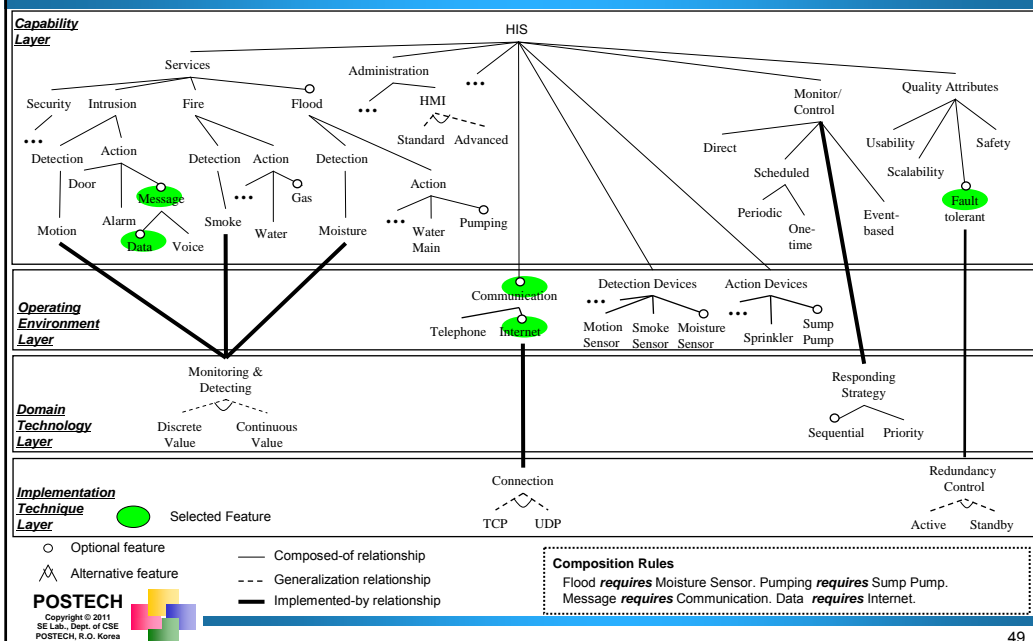 Capability
Layer
HIS
Services
Administration
•••
Monitor/
Control
Quality Attributes
Security Intrusion Fire Flood
•••
HMI
Standard Advanced
•••
Detection Action Detection Action Detection
Door
Message
•••
Gas
Action
Direct
Scheduled
Usability
Safety
Scalability
Motion
Alarm
Data Voice
Smoke
Water
Moisture
•••
Water
Main
Pumping
Periodic
One-
time
Event-
based
Fault
tolerant
Operating
Environment
Layer
Communication
Telephone Internet
Detection Devices
•••
Motion
Sensor
Smoke
Sensor
Moisture
Sensor
Action Devices
•••
Sprinkler
Sump
Pump
Domain
Technology
Layer
Monitoring &
Detecting
Discrete
Value
Continuous
Value
Responding
Strategy
Sequential Priority
Implementation
Technique
Layer
Selected Feature
Connection
TCP UDP
Redundancy
Control
Active Standby
Optional feature
Alternative feature
Composed-of relationship
Generalization relationship
Implemented-by relationship
Composition Rules
Flood requires Moisture Sensor. Pumping requires Sump Pump.
Message requires Communication. Data requires Internet.
POSTECH
Copyright © 2011
SE Lab., Dept. of CSE
POSTECH, R.O. Korea
49